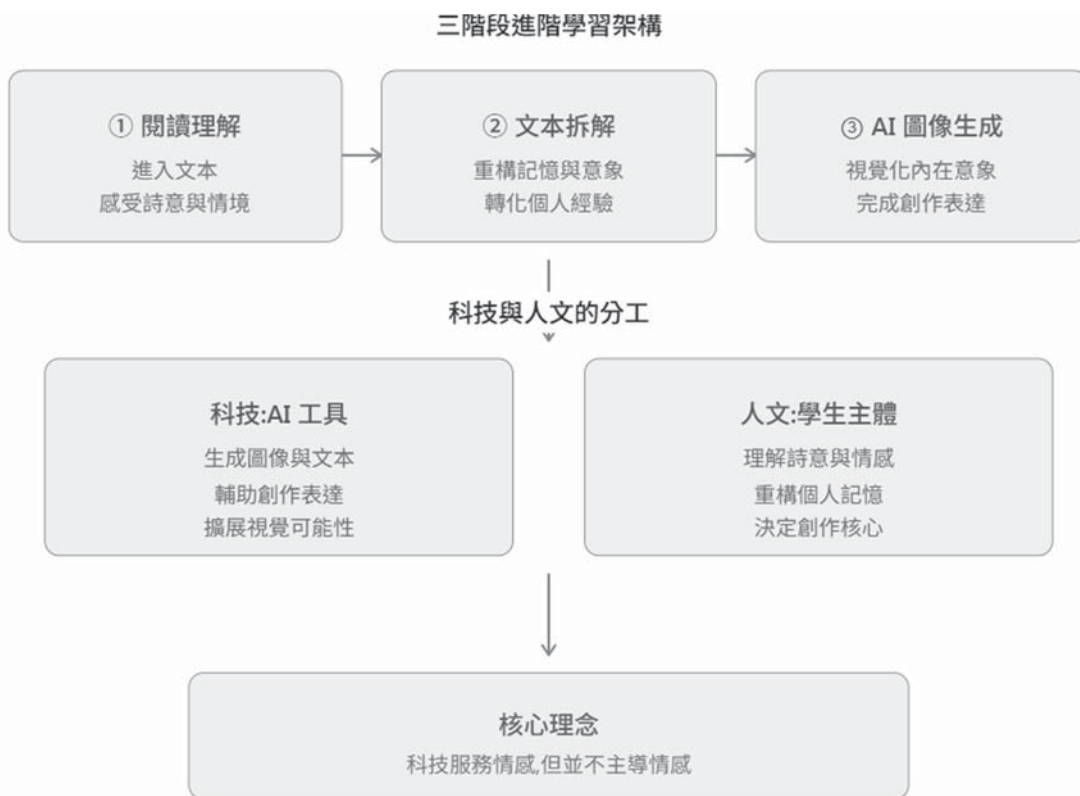 三階段進階學習架構
① 閱讀理解
進入文本
感受詩意與情境
② 文本拆解
重構記憶與意象
轉化個人經驗
③ AI 圖像生成
視覺化內在意象
完成創作表達
科技與人文的分工
科技:AI 工具
生成圖像與文本
輔助創作表達
擴展視覺可能性
人文:學生主體
理解詩意與情感
重構個人記憶
決定創作核心
核心理念
科技服務情感,但並不主導情感